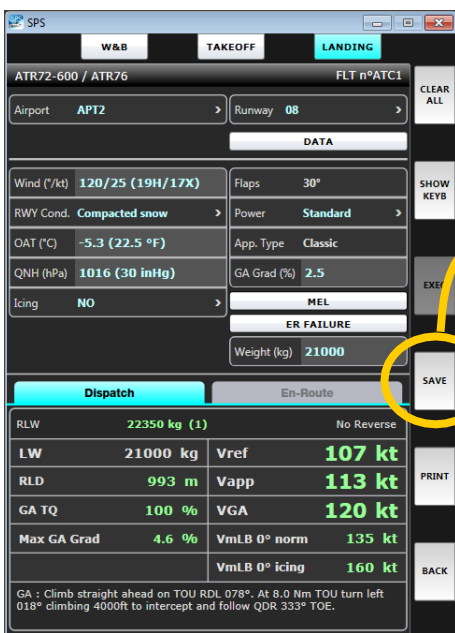 SPS
W&B TAKEOFF LANDING
ATR72-600 / ATR76 FLT nºATC1
CLEAR ALL
Airport APT2 > Runway 08 >
DATA
Wind (°/kt) 120/25 (19H/17X) Flaps 30°
SHOW KEYB
RWY Cond. Compacted snow > Power Standard >
OAT (°C) -5.3 (22.5 ºF) App. Type Classic
QNH (hPa) 1016 (30 inHg) GA Grad (%) 2.5
EXEC
Icing NO > MEL
ER FAILURE
Weight (kg) 21000
SAVE
Dispatch En-Route
RLW 22350 kg (1) No Reverse
LW 21000 kg Vref 107 kt
RLD 993 m Vapp 113 kt
PRINT
GA TQ 100 % VGA 120 kt
Max GA Grad 4.6 % VmLB 0° norm 135 kt
VmLB 0° icing 160 kt
BACK
GA : Climb straight ahead on TOU RDL 078°. At 8.0 Nm TOU turn left
018° climbing 4000ft to intercept and follow QDR 333° TOE.